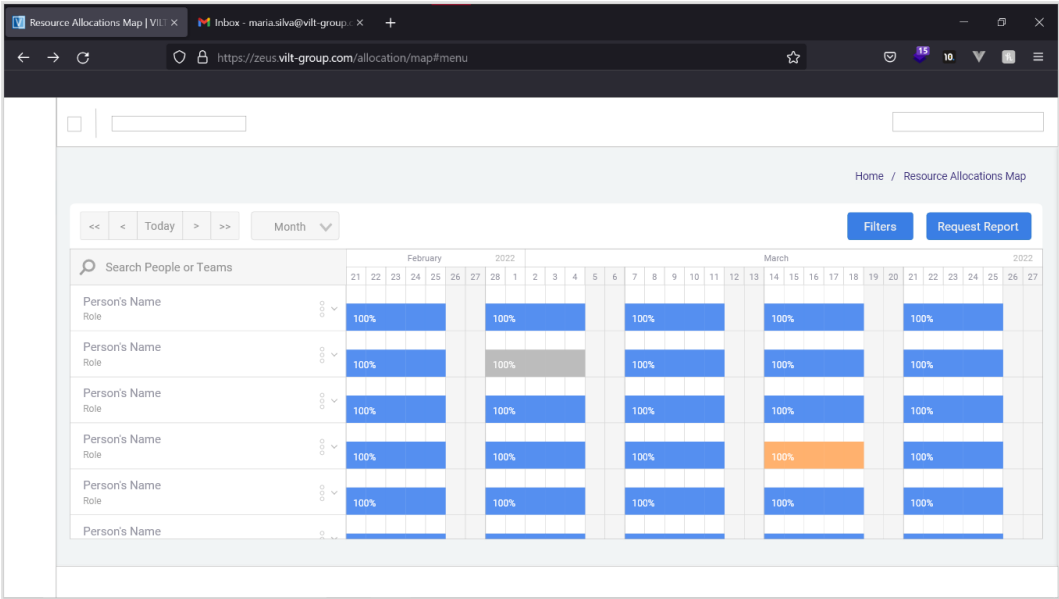 Resource Allocations Map | VILT
Inbox - maria.silva@vilt-group.c
https://zeus.vilt-group.com/allocation/map#menu
15
10.
Home / Resource Allocations Map
<< < Today > >>
Month
Filters
Request Report
Search People or Teams
February 2022 March 2022
21 22 23 24 25 26 27 28 1 2 3 4 5 6 7 8 9 10 11 12 13 14 15 16 17 18 19 20 21 22 23 24 25 26 27
Person's Name
Role
100% 100% 100% 100% 100%
Person's Name
Role
100% 100% 100% 100% 100%
Person's Name
Role
100% 100% 100% 100% 100%
Person's Name
Role
100% 100% 100% 100% 100%
Person's Name
Role
100% 100% 100% 100% 100%
Person's Name